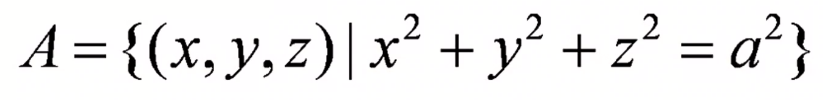 A = {(x, y, z) | x² + y² + z² = a²}